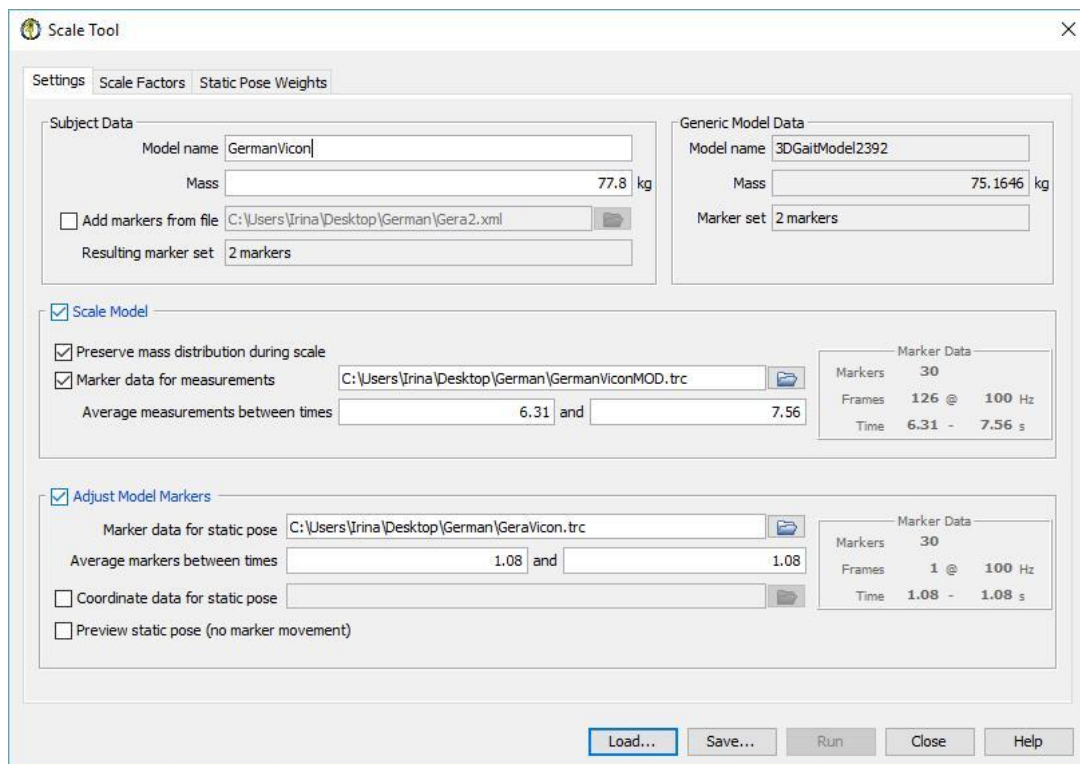 Scale Tool
Settings Scale Factors Static Pose Weights
Subject Data
Model name GermanVicon
Mass 77.8 kg
Add markers from file C:\Users\Irina\Desktop\German\Gera2.xml
Resulting marker set 2 markers
Generic Model Data
Model name 3DGaitModel2392
Mass 75.1646 kg
Marker set 2 markers
Scale Model
Preserve mass distribution during scale
Marker data for measurements C:\Users\Irina\Desktop\German\GermanViconMOD.trc
Average measurements between times 6.31 and 7.56
Marker Data
Markers 30
Frames 126 @ 100 Hz
Time 6.31 - 7.56 s
Adjust Model Markers
Marker data for static pose C:\Users\Irina\Desktop\German\GeraVicon.trc
Average markers between times 1.08 and 1.08
Coordinate data for static pose
Preview static pose (no marker movement)
Marker Data
Markers 30
Frames 1 @ 100 Hz
Time 1.08 - 1.08 s
Load... Save... Run Close Help